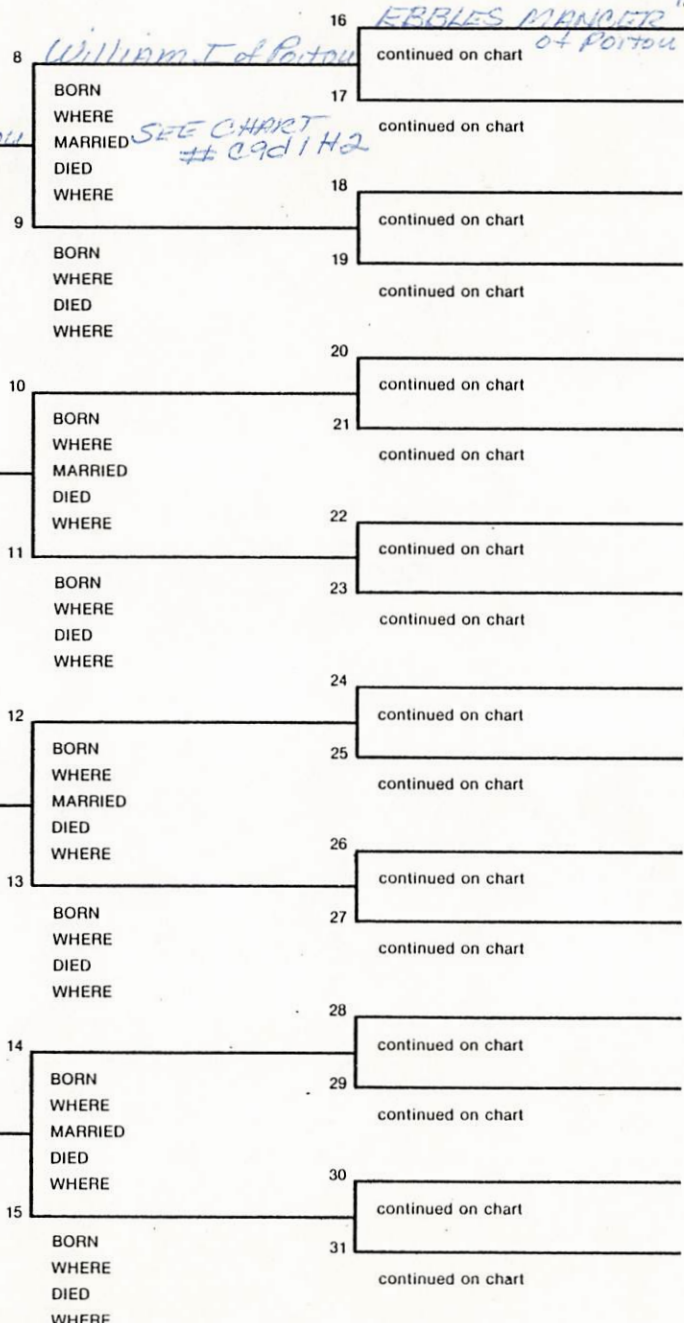 16 EBBLES MANCER "
of Poitou
8 William I of Poitou
continued on chart
BORN
17
WHERE
continued on chart
MARRIED SEE CHART
# C9d1H2
DIED
WHERE
18
continued on chart
9
19
BORN
continued on chart
WHERE
DIED
WHERE
20
continued on chart
10
21
BORN
continued on chart
WHERE
MARRIED
DIED
WHERE
22
continued on chart
11
23
BORN
continued on chart
WHERE
DIED
WHERE
24
continued on chart
12
25
BORN
continued on chart
WHERE
MARRIED
DIED
WHERE
26
continued on chart
13
27
BORN
continued on chart
WHERE
DIED
WHERE
28
continued on chart
14
29
BORN
continued on chart
WHERE
MARRIED
DIED
WHERE
30
continued on chart
15
31
BORN
continued on chart
WHERE
DIED
WHERE